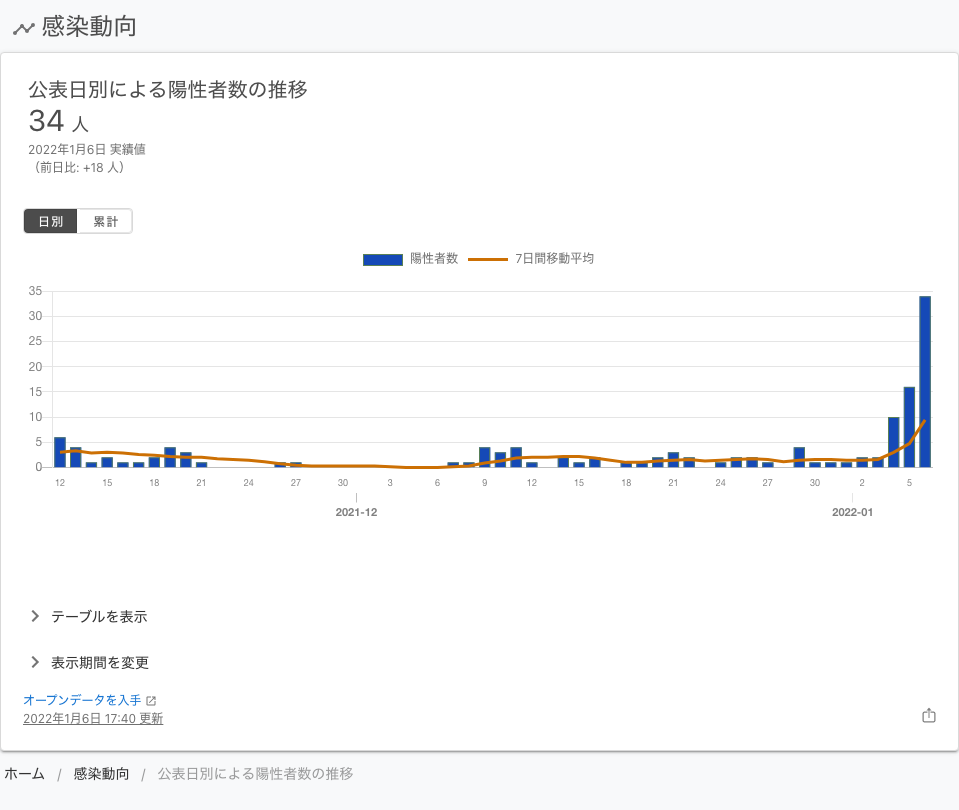 感染動向
公表日別による陽性者数の推移
34 人
2022年1月6日 実績値
（前日比: +18 人）
日別 累計
陽性者数 7日間移動平均
35
30
25
20
15
10
5
0
12 15 18 21 24 27 30 3 6 9 12 15 18 21 24 27 30 2 5
2021-12 2022-01
テーブルを表示
表示期間を変更
オープンデータを入手
2022年1月6日 17:40 更新
ホーム / 感染動向 / 公表日別による陽性者数の推移